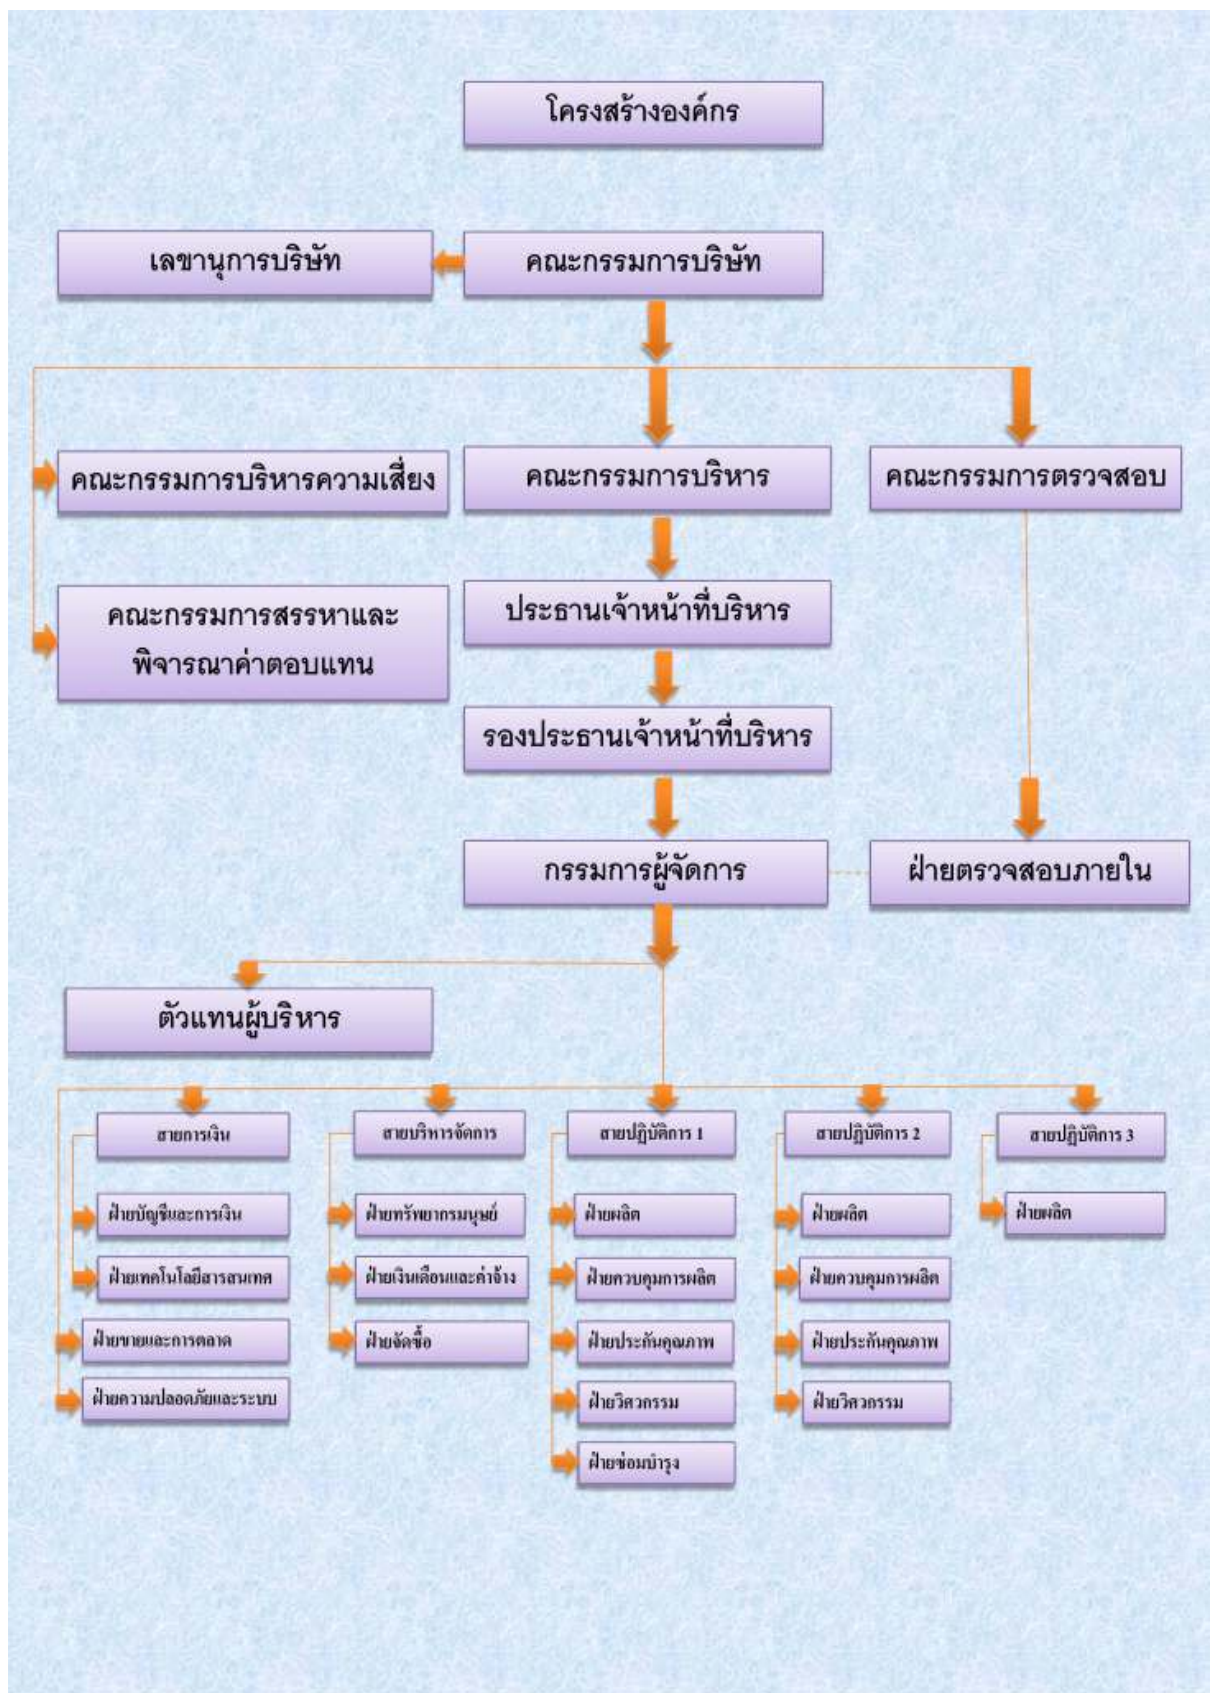 โครงสร้างองค์กร
เลขานุการบริษัท
คณะกรรมการบริษัท
คณะกรรมการบริหารความเสี่ยง
คณะกรรมการบริหาร
คณะกรรมการตรวจสอบ
คณะกรรมการสรรหาและ
พิจารณาค่าตอบแทน
ประธานเจ้าหน้าที่บริหาร
รองประธานเจ้าหน้าที่บริหาร
กรรมการผู้จัดการ
ฝ่ายตรวจสอบภายใน
ตัวแทนผู้บริหาร
สายการเงิน
สายบริหารจัดการ
สายปฏิบัติการ 1
สายปฏิบัติการ 2
สายปฏิบัติการ 3
ฝ่ายบัญชีและการเงิน
ฝ่ายทรัพยากรมนุษย์
ฝ่ายผลิต
ฝ่ายผลิต
ฝ่ายผลิต
ฝ่ายเทคโนโลยีสารสนเทศ
ฝ่ายเงินเดือนและค่าจ้าง
ฝ่ายควบคุมการผลิต
ฝ่ายควบคุมการผลิต
ฝ่ายขายและการตลาด
ฝ่ายจัดซื้อ
ฝ่ายประกันคุณภาพ
ฝ่ายประกันคุณภาพ
ฝ่ายความปลอดภัยและระบบ
ฝ่ายวิศวกรรม
ฝ่ายวิศวกรรม
ฝ่ายซ่อมบำรุง